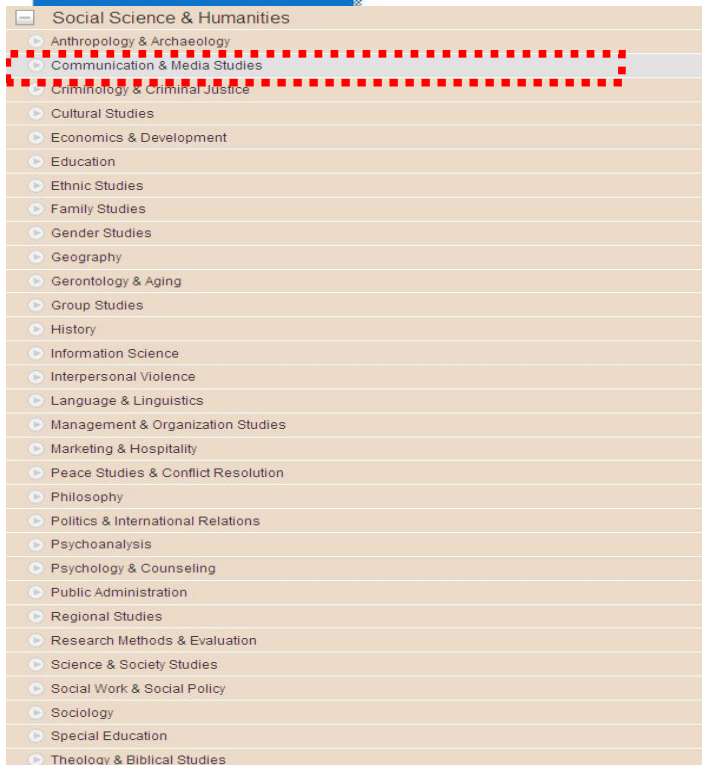 Social Science & Humanities
Anthropology & Archaeology
Communication & Media Studies
Criminology & Criminal Justice
Cultural Studies
Economics & Development
Education
Ethnic Studies
Family Studies
Gender Studies
Geography
Gerontology & Aging
Group Studies
History
Information Science
Interpersonal Violence
Language & Linguistics
Management & Organization Studies
Marketing & Hospitality
Peace Studies & Conflict Resolution
Philosophy
Politics & International Relations
Psychoanalysis
Psychology & Counseling
Public Administration
Regional Studies
Research Methods & Evaluation
Science & Society Studies
Social Work & Social Policy
Sociology
Special Education
Theology & Biblical Studies